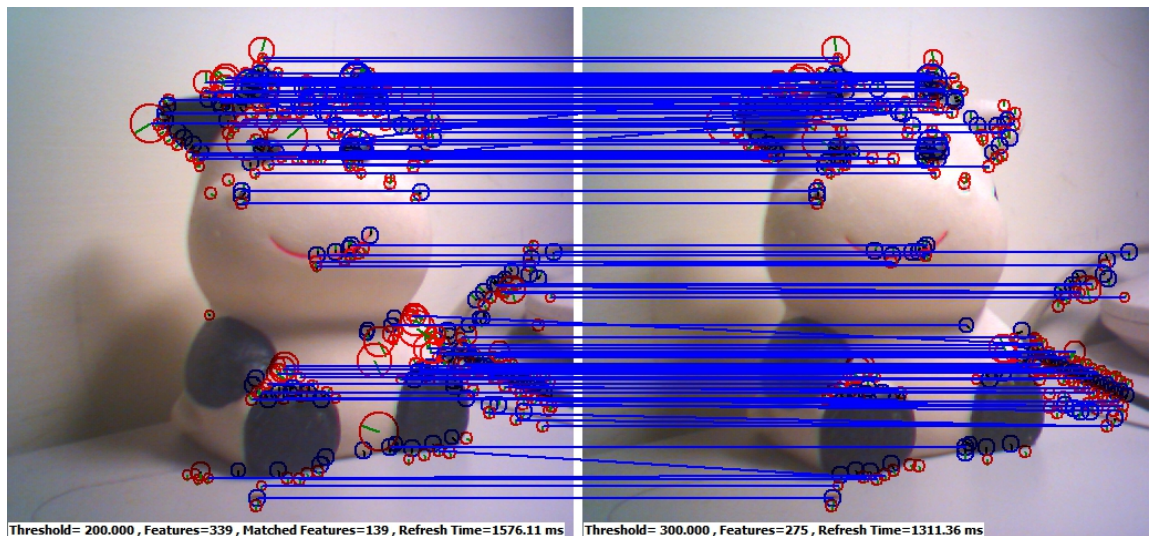 Threshold= 200.000 , Features=339 , Matched Features=139 , Refresh Time=1576.11 ms
Threshold= 300.000 , Features=275 , Refresh Time=1311.36 ms